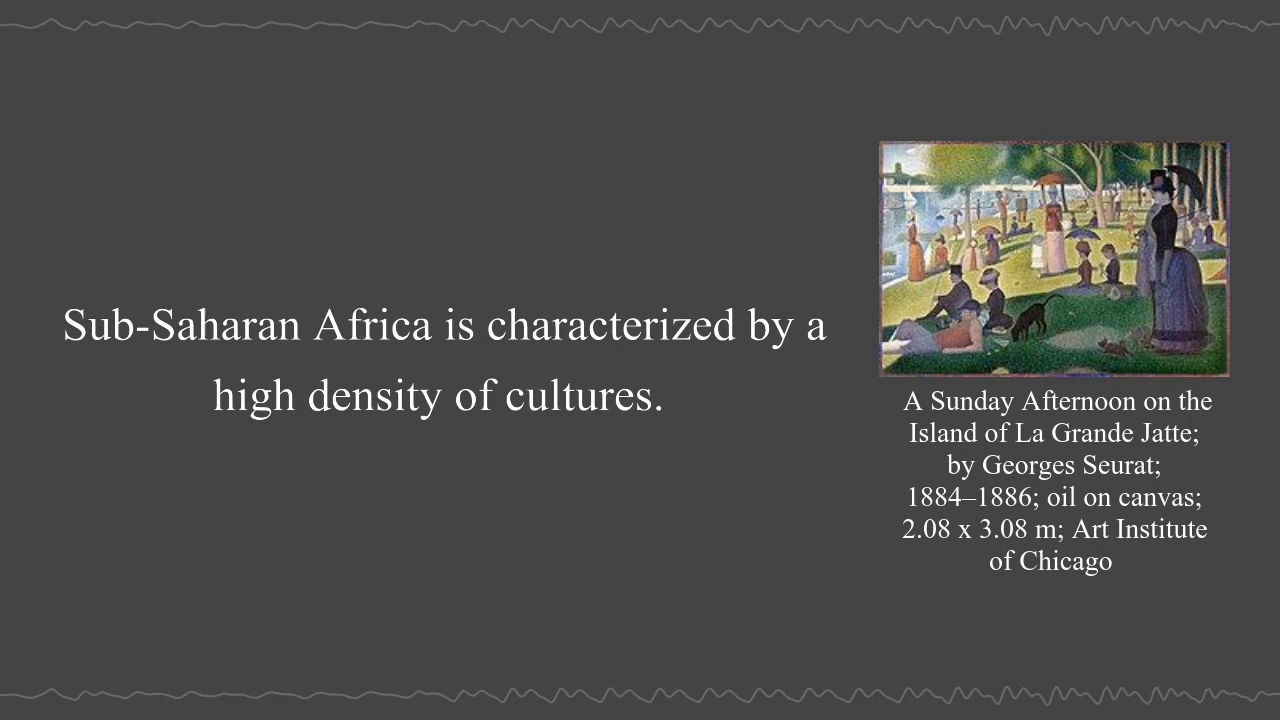 Sub-Saharan Africa is characterized by a
high density of cultures.
A Sunday Afternoon on the
Island of La Grande Jatte;
by Georges Seurat;
1884–1886; oil on canvas;
2.08 x 3.08 m; Art Institute
of Chicago